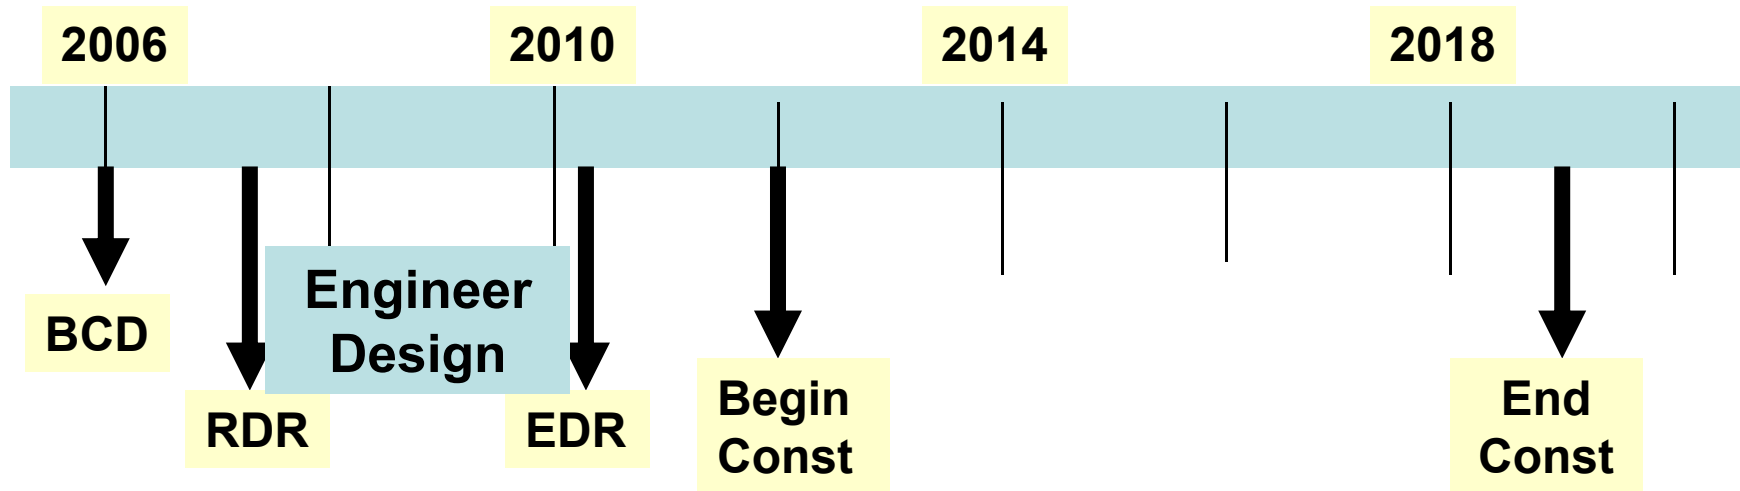 2006
2010
2014
2018
BCD
RDR
Engineer
Design
EDR
Begin
Const
End
Const